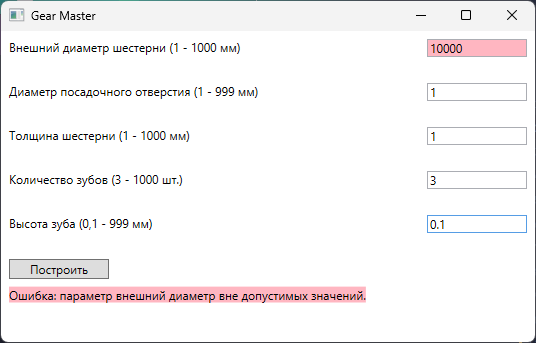 Gear Master
Внешний диаметр шестерни (1 - 1000 мм) 10000
Диаметр посадочного отверстия (1 - 999 мм) 1
Толщина шестерни (1 - 1000 мм) 1
Количество зубов (3 - 1000 шт.) 3
Высота зуба (0,1 - 999 мм) 0.1
Построить
Ошибка: параметр внешний диаметр вне допустимых значений.